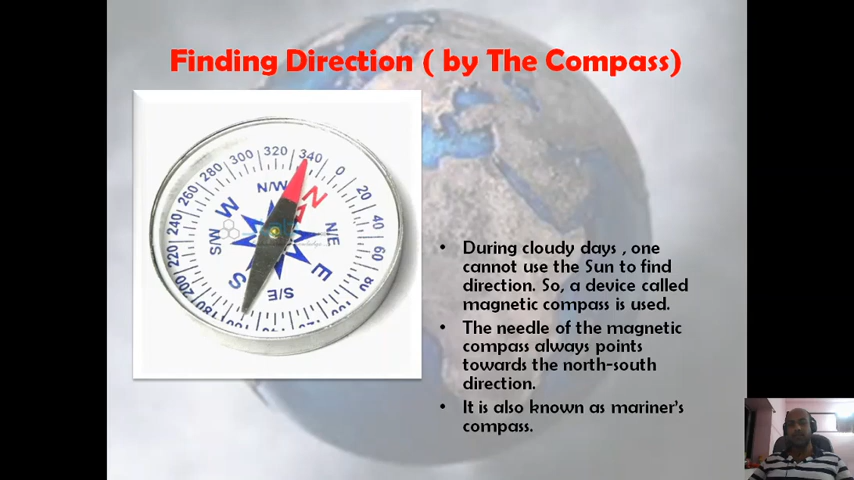 Finding Direction ( by The Compass)
300 320 340 0 20 40 60
280
260
240
220
200
N/W
N
W
N/E
S/W
E
S
S/E
• During cloudy days , one
cannot use the Sun to find
direction. So, a device called
magnetic compass is used.
• The needle of the magnetic
compass always points
towards the north-south
direction.
• It is also known as mariner's
compass.